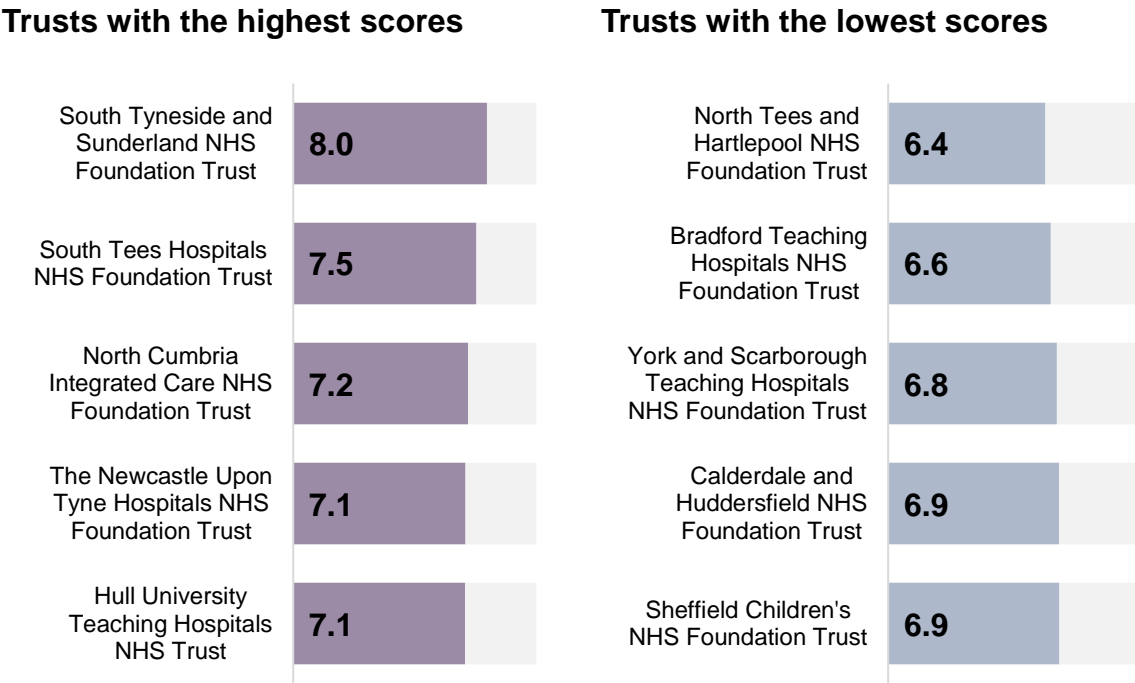 Trusts with the highest scores
South Tyneside and
Sunderland NHS
Foundation Trust
8.0
South Tees Hospitals
NHS Foundation Trust
7.5
North Cumbria
Integrated Care NHS
Foundation Trust
7.2
The Newcastle Upon
Tyne Hospitals NHS
Foundation Trust
7.1
Hull University
Teaching Hospitals
NHS Trust
7.1
Trusts with the lowest scores
North Tees and
Hartlepool NHS
Foundation Trust
6.4
Bradford Teaching
Hospitals NHS
Foundation Trust
6.6
York and Scarborough
Teaching Hospitals
NHS Foundation Trust
6.8
Calderdale and
Huddersfield NHS
Foundation Trust
6.9
Sheffield Children's
NHS Foundation Trust
6.9